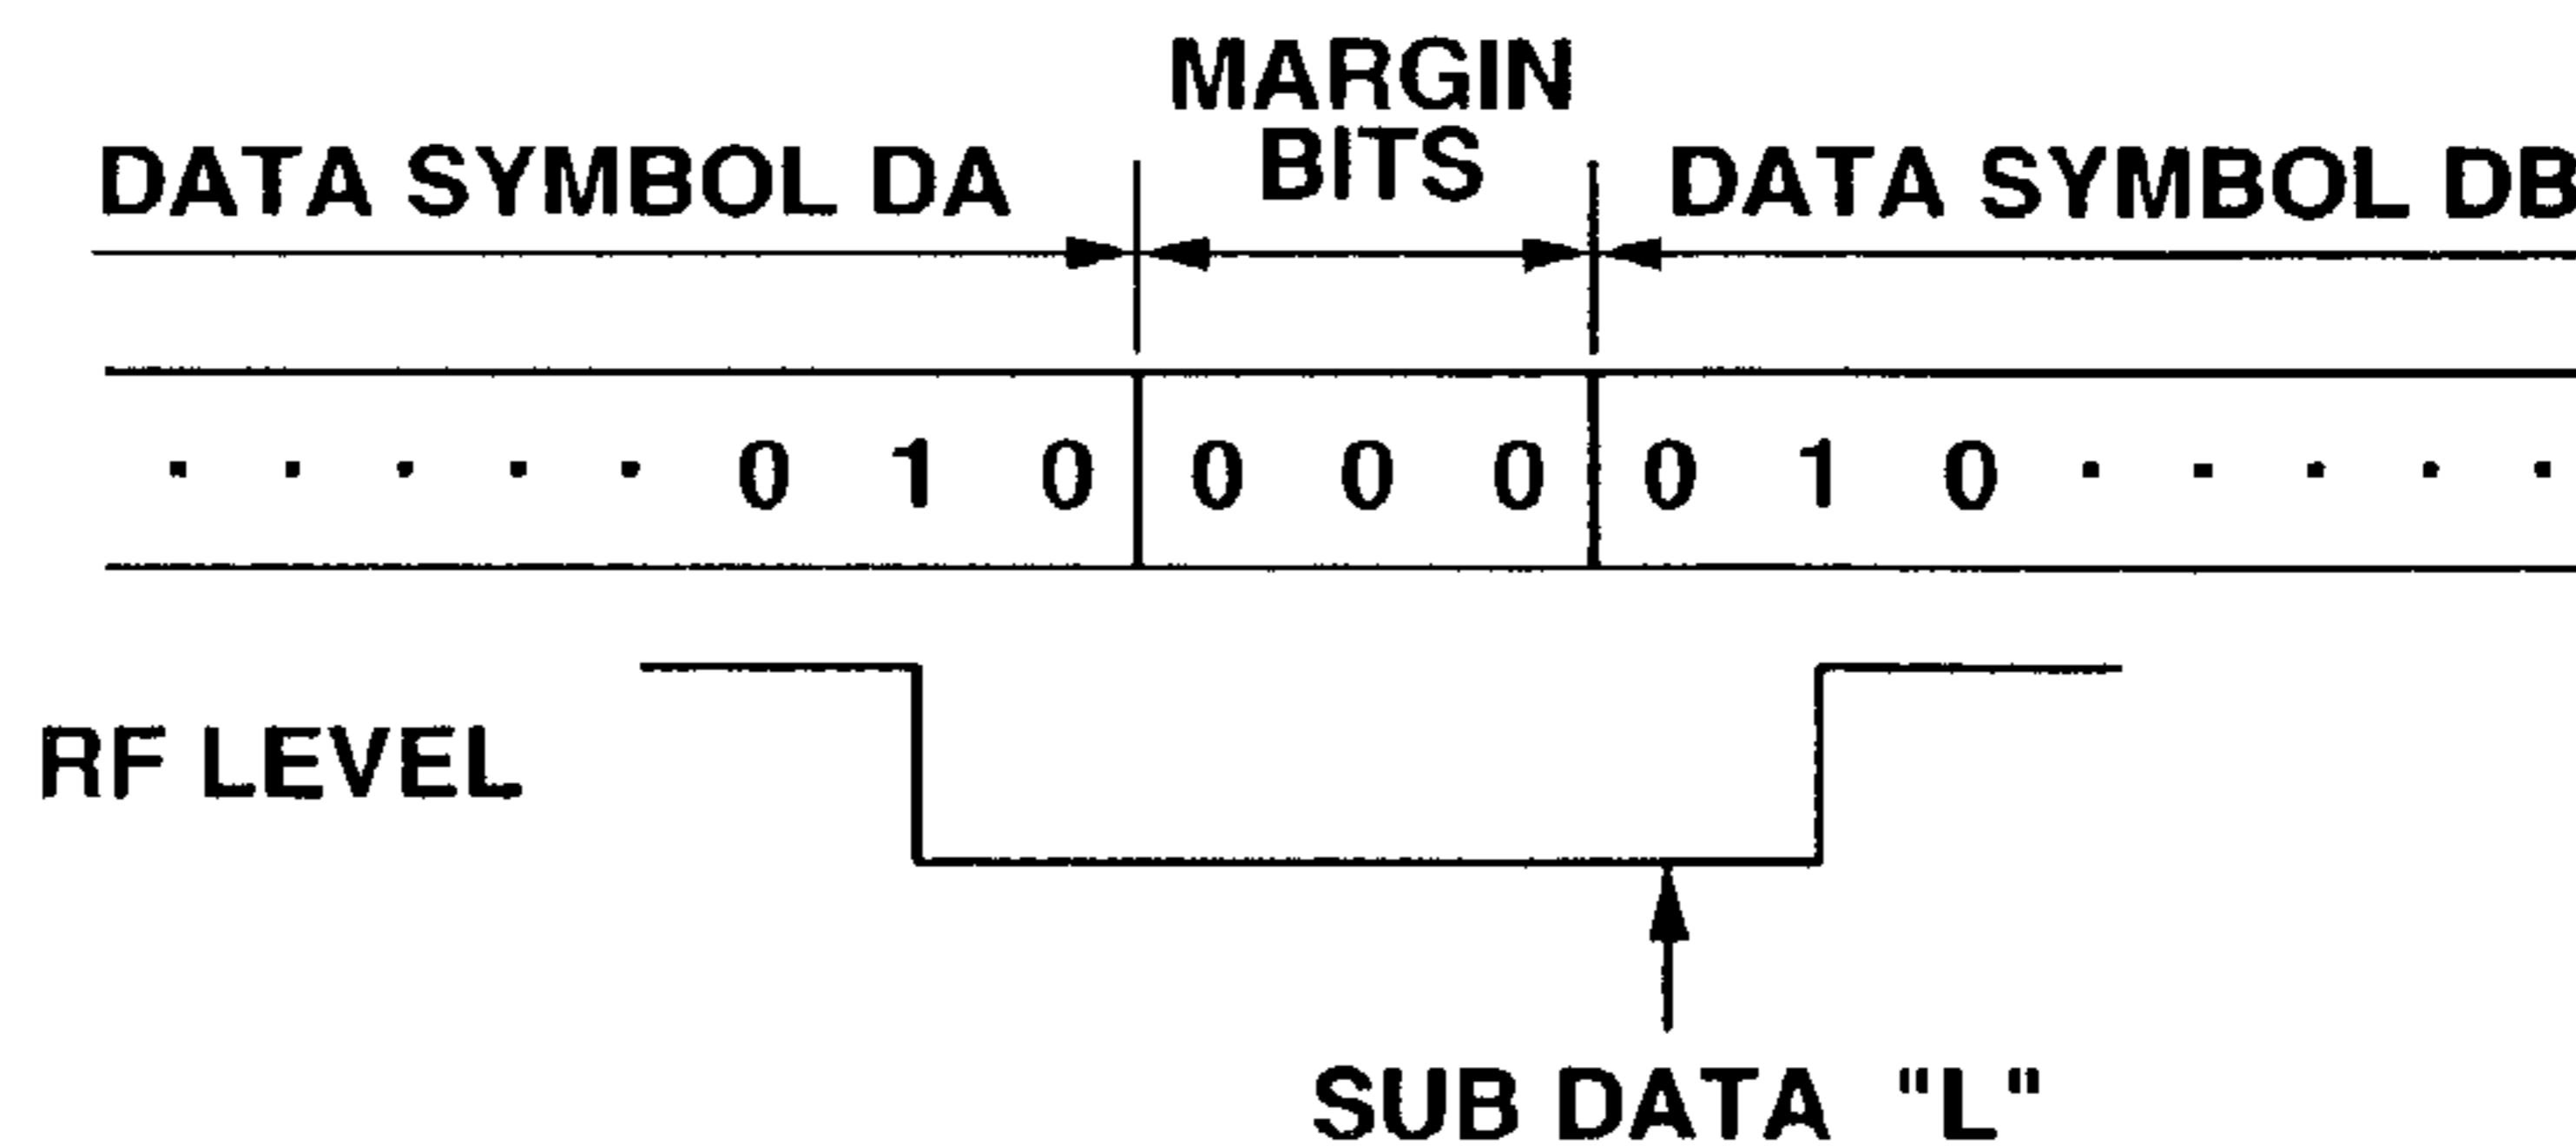 MARGIN
BITS
DATA SYMBOL DA
DATA SYMBOL DB
· · · · · 0 1 0 0 0 0 0 1 0 · · · · ·
RF LEVEL
SUB DATA "L"